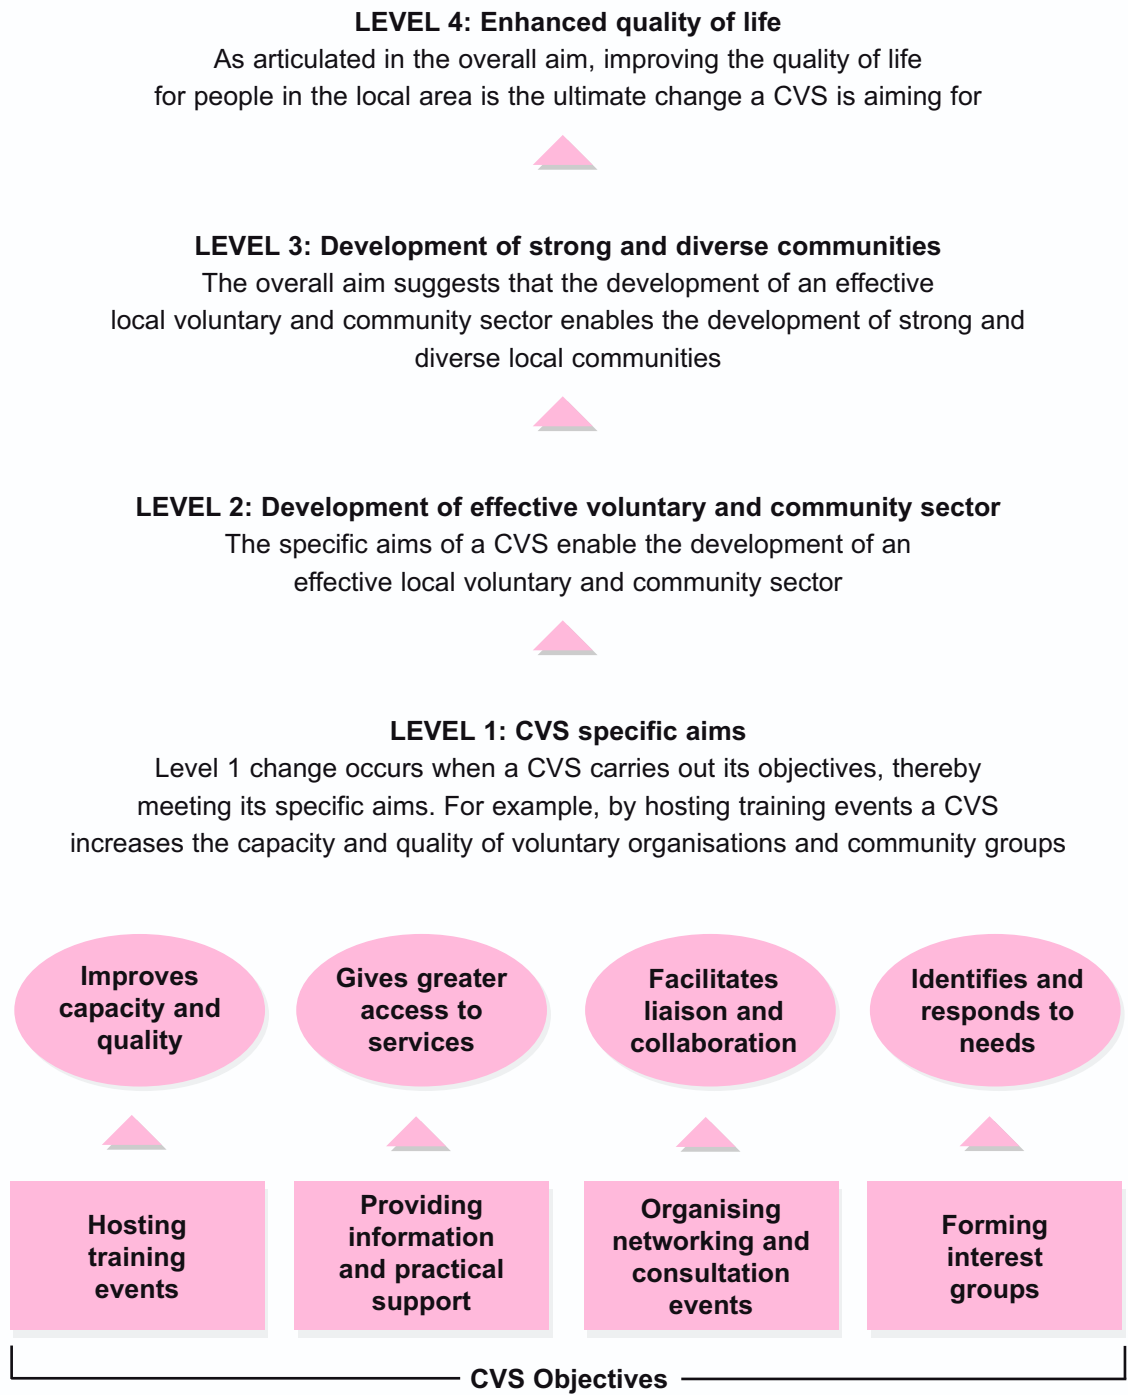 LEVEL 4: Enhanced quality of life
As articulated in the overall aim, improving the quality of life
for people in the local area is the ultimate change a CVS is aiming for
LEVEL 3: Development of strong and diverse communities
The overall aim suggests that the development of an effective
local voluntary and community sector enables the development of strong and
diverse local communities
LEVEL 2: Development of effective voluntary and community sector
The specific aims of a CVS enable the development of an
effective local voluntary and community sector
LEVEL 1: CVS specific aims
Level 1 change occurs when a CVS carries out its objectives, thereby
meeting its specific aims. For example, by hosting training events a CVS
increases the capacity and quality of voluntary organisations and community groups
Improves
capacity and
quality
Gives greater
access to
services
Facilitates
liaison and
collaboration
Identifies and
responds to
needs
Hosting
training
events
Providing
information
and practical
support
Organising
networking and
consultation
events
Forming
interest
groups
CVS Objectives